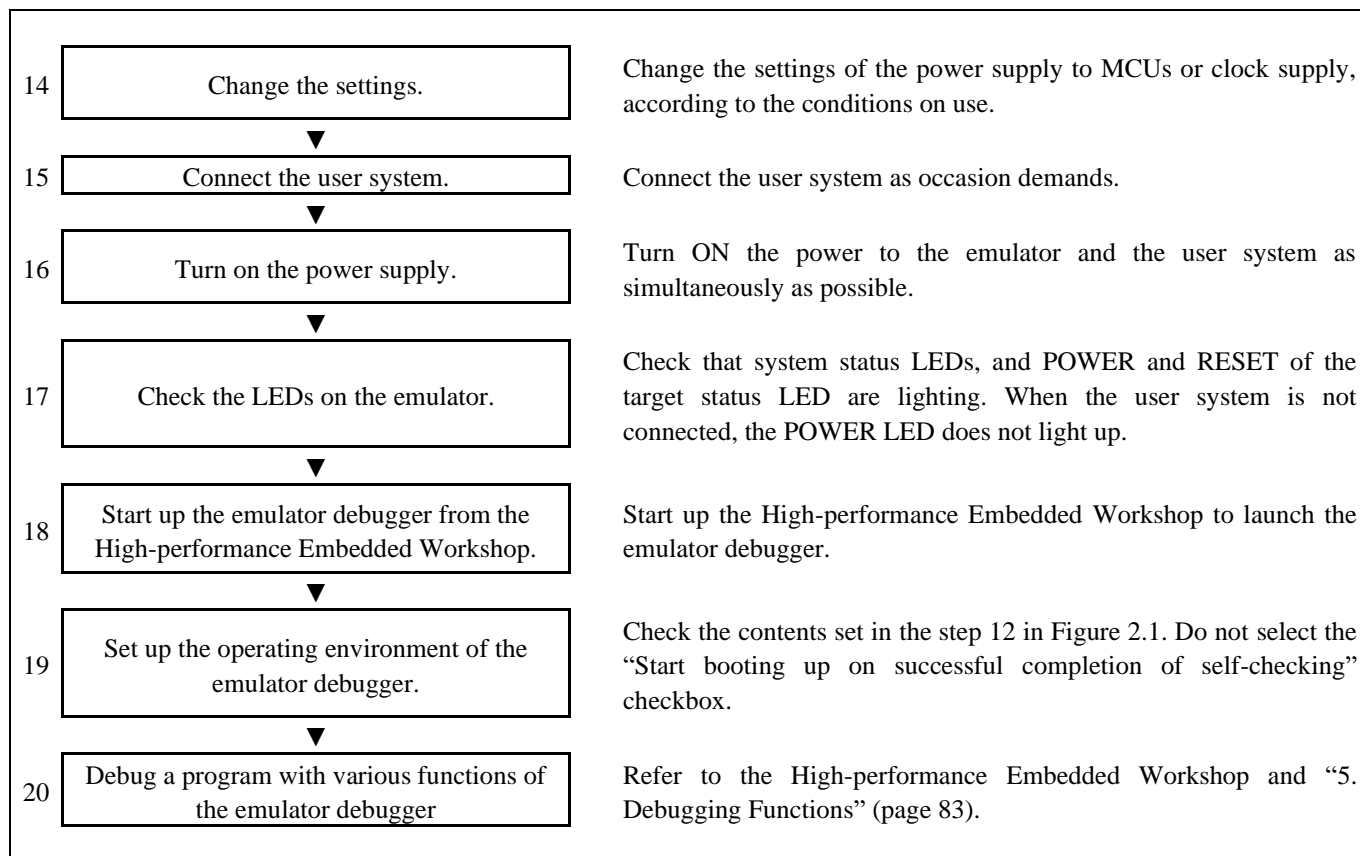 14
Change the settings.
Change the settings of the power supply to MCUs or clock supply,
according to the conditions on use.
▼
15
Connect the user system.
Connect the user system as occasion demands.
▼
16
Turn on the power supply.
Turn ON the power to the emulator and the user system as
simultaneously as possible.
▼
17
Check the LEDs on the emulator.
Check that system status LEDs, and POWER and RESET of the
target status LED are lighting. When the user system is not
connected, the POWER LED does not light up.
▼
18
Start up the emulator debugger from the
High-performance Embedded Workshop.
Start up the High-performance Embedded Workshop to launch the
emulator debugger.
▼
19
Set up the operating environment of the
emulator debugger.
Check the contents set in the step 12 in Figure 2.1. Do not select the
“Start booting up on successful completion of self-checking”
checkbox.
▼
20
Debug a program with various functions of
the emulator debugger
Refer to the High-performance Embedded Workshop and “5.
Debugging Functions” (page 83).